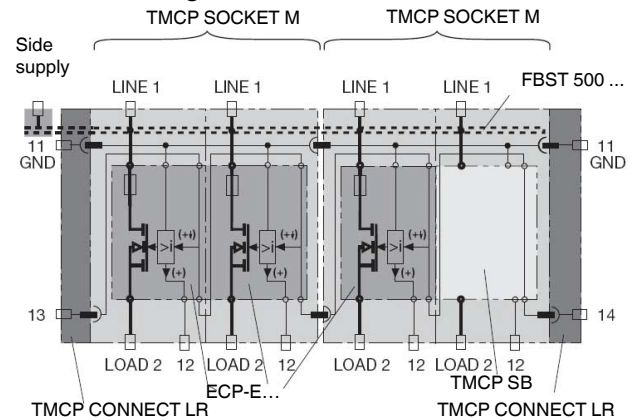 TMCP SOCKET M TMCP SOCKET M
Side
supply
LINE 1 LINE 1 LINE 1 LINE 1 FBST 500 ...
11 11
GND GND
>i (+) >i (+) >i (+)
(+) (+) (+)
13 14
LOAD 2 12 LOAD 2 12 LOAD 2 12 LOAD 2 12
ECP-E... TMCP SB
TMCP CONNECT LR TMCP CONNECT LR